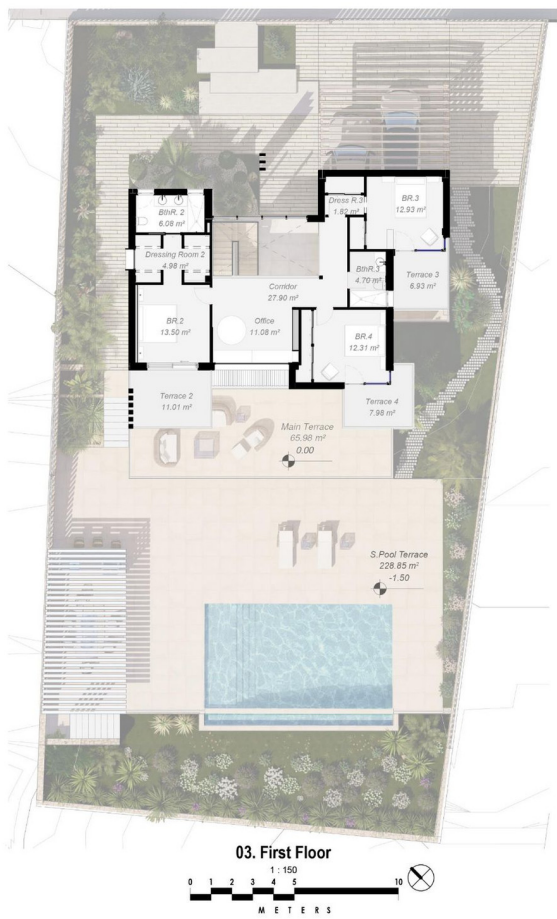 BthR. 2
6.08 m²
Dressing Room 2
4.98 m²
BR.2
13.50 m²
Terrace 2
11.01 m²
Corridor
27.90 m²
Office
11.08 m²
Dress R.3
1.82 m²
BR.3
12.93 m²
BthR.3
4.70 m²
Terrace 3
6.93 m²
BR.4
12.31 m²
Terrace 4
7.98 m²
Main Terrace
65.98 m²
0.00
S.Pool Terrace
228.85 m²
-1.50
03. First Floor
1 : 150
0 1 2 3 4 5 10
M E T E R S